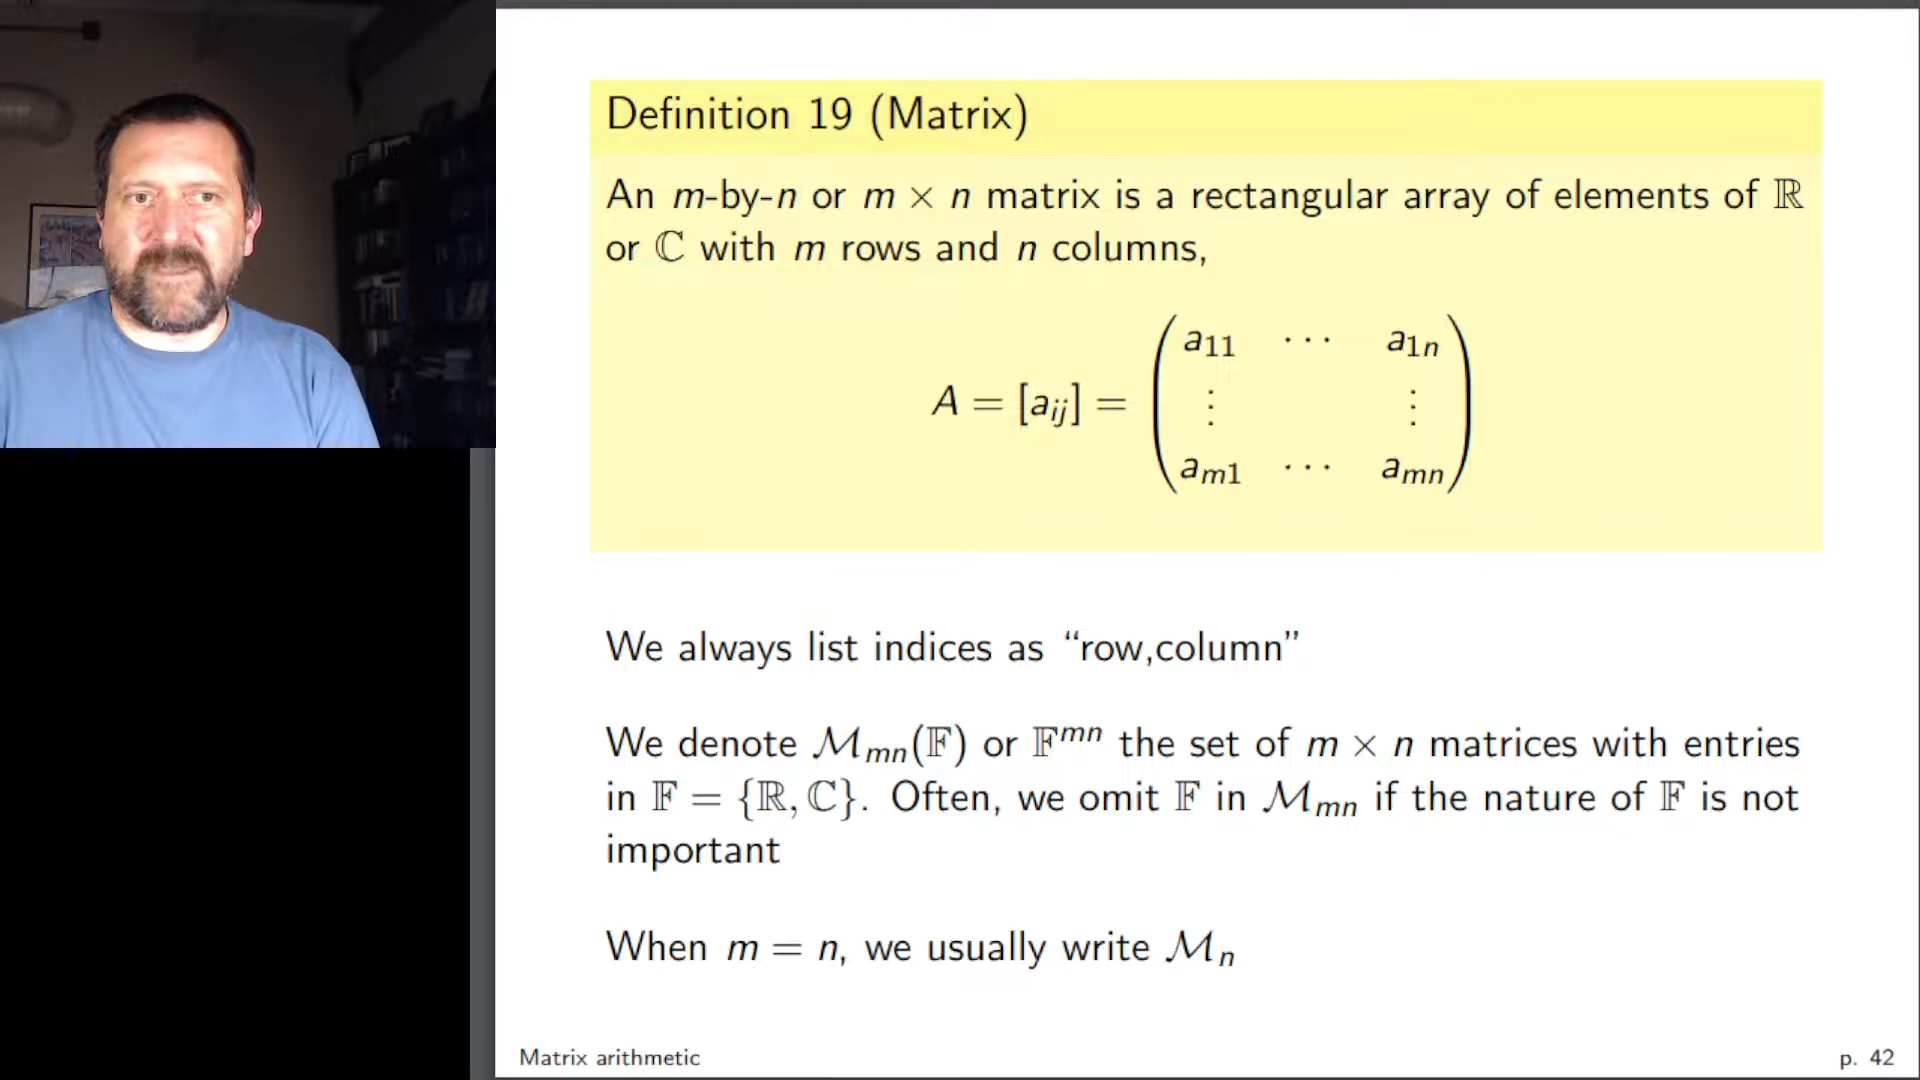 Definition 19 (Matrix)
An m-by-n or m × n matrix is a rectangular array of elements of ℝ
or ℂ with m rows and n columns,
a₁₁ ⋯ a₁ₙ
A = [aᵢⱼ] = ( ⋮ ⋮ )
aₘ₁ ⋯ aₘₙ
We always list indices as “row,column”
We denote ℳₘₙ(𝔽) or 𝔽ᵐⁿ the set of m × n matrices with entries
in 𝔽 = {ℝ, ℂ}. Often, we omit 𝔽 in ℳₘₙ if the nature of 𝔽 is not
important
When m = n, we usually write ℳₙ
Matrix arithmetic
p. 42